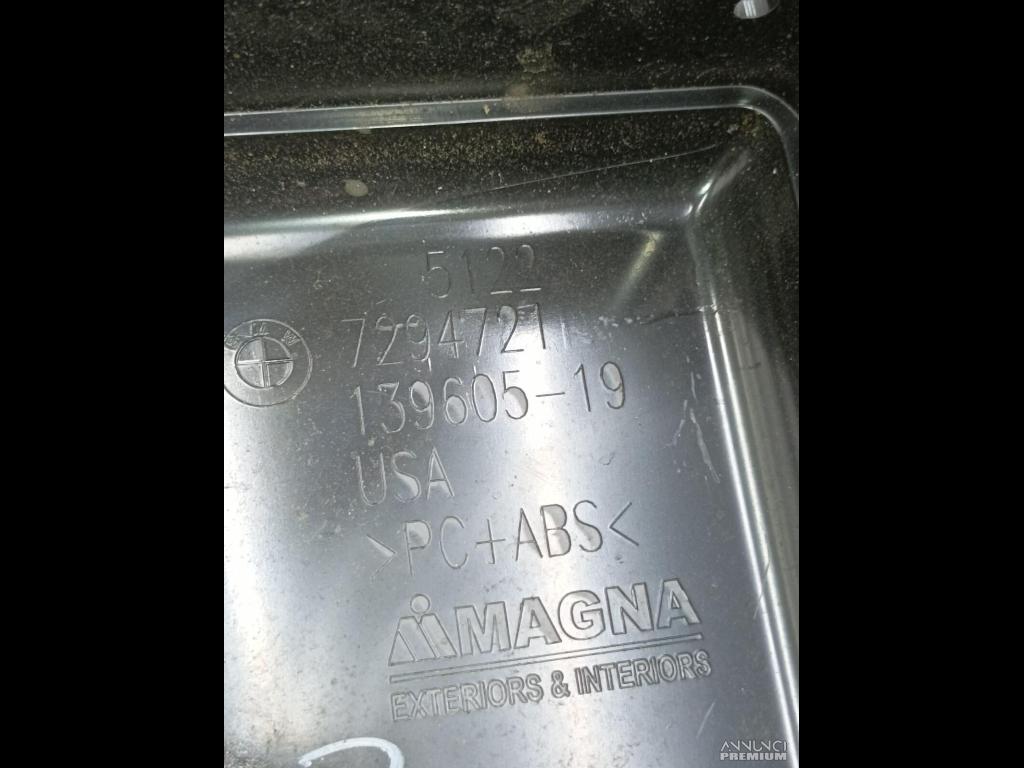 5122
7294721
139605-19
USA
>PC+ABS<
MAGNA
EXTERIORS & INTERIORS
ANNUNCI
PREMIUM